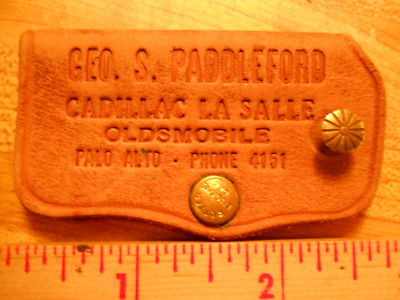 GEO. S. PADDLEFORD
CADILLAC LA SALLE
OLDSMOBILE
PALO ALTO - PHONE 4151
1
2